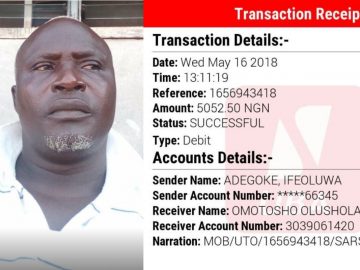 Transaction Receip
Transaction Details:-
Date: Wed May 16 2018
Time: 13:11:19
Reference: 1656943418
Amount: 5052.50 NGN
Status: SUCCESSFUL
Type: Debit
Accounts Details:-
Sender Name: ADEGOKE, IFEOLUWA
Sender Account Number: *****66345
Receiver Name: OMOTOSHO OLUSHOLA
Receiver Account Number: 3039061420
Narration: MOB/UTO/1656943418/SARS